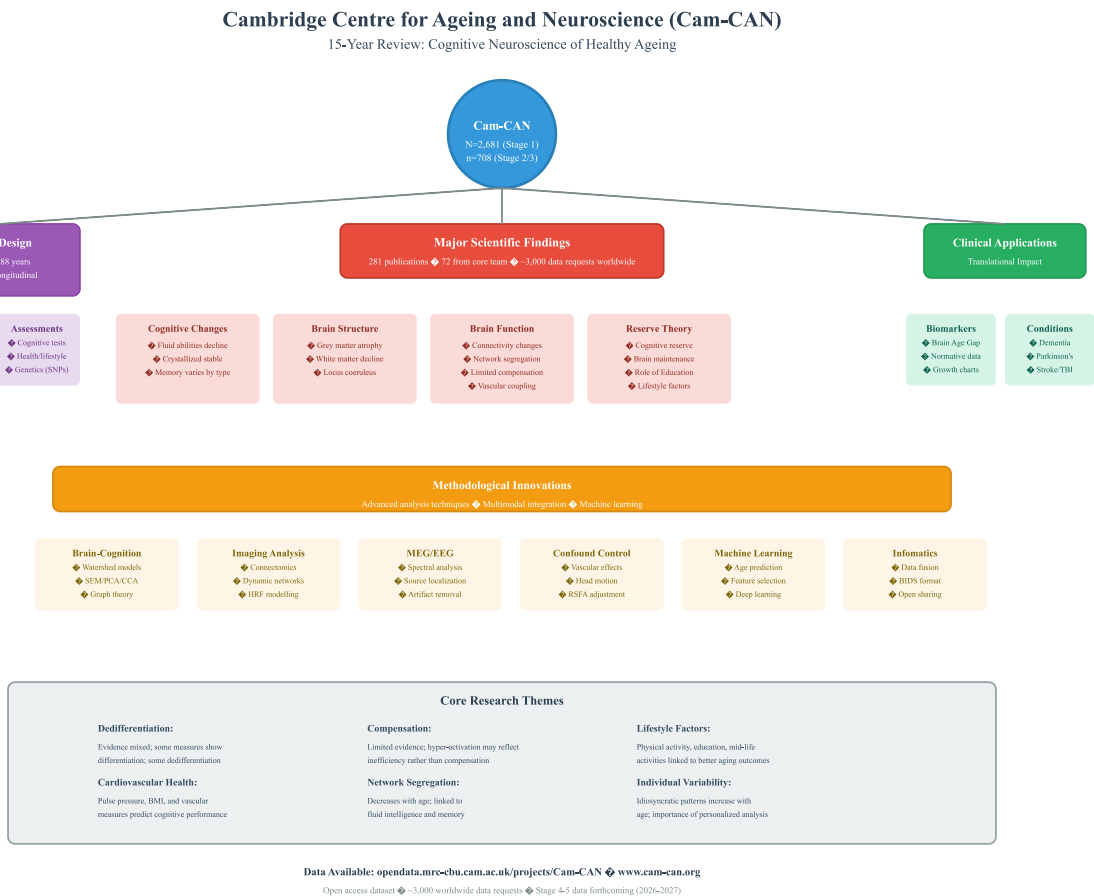 Cambridge Centre for Ageing and Neuroscience (Cam-CAN)
15-Year Review: Cognitive Neuroscience of Healthy Ageing
Cam-CAN
N=2,681 (Stage 1)
n=708 (Stage 2/3)
Design
88 years
ongitudinal
Major Scientific Findings
281 publications � 72 from core team � ~3,000 data requests worldwide
Clinical Applications
Translational Impact
Assessments
� Cognitive tests
� Health/lifestyle
� Genetics (SNPs)
Cognitive Changes
� Fluid abilities decline
� Crystallized stable
� Memory varies by type
Brain Structure
� Grey matter atrophy
� White matter decline
� Locus coeruleus
Brain Function
� Connectivity changes
� Network segregation
� Limited compensation
� Vascular coupling
Reserve Theory
� Cognitive reserve
� Brain maintenance
� Role of Education
� Lifestyle factors
Biomarkers
� Brain Age Gap
� Normative data
� Growth charts
Conditions
� Dementia
� Parkinson's
� Stroke/TBI
Methodological Innovations
Advanced analysis techniques � Multimodal integration � Machine learning
Brain-Cognition
� Watershed models
� SEM/PCA/CCA
� Graph theory
Imaging Analysis
� Connectomics
� Dynamic networks
� HRF modelling
MEG/EEG
� Spectral analysis
� Source localization
� Artifact removal
Confound Control
� Vascular effects
� Head motion
� RSFA adjustment
Machine Learning
� Age prediction
� Feature selection
� Deep learning
Infomatics
� Data fusion
� BIDS format
� Open sharing
Core Research Themes
Dedifferentiation:
Evidence mixed; some measures show
differentiation; some dedifferentiation
Compensation:
Limited evidence; hyper-activation may reflect
inefficiency rather than compensation
Lifestyle Factors:
Physical activity, education, mid-life
activities linked to better aging outcomes
Cardiovascular Health:
Pulse pressure, BMI, and vascular
measures predict cognitive performance
Network Segregation:
Decreases with age; linked to
fluid intelligence and memory
Individual Variability:
Idiosyncratic patterns increase with
age; importance of personalized analysis
Data Available: opendata.mrc-cbu.cam.ac.uk/projects/Cam-CAN � www.cam-can.org
Open access dataset � ~3,000 worldwide data requests � Stage 4-5 data forthcoming (2026-2027)